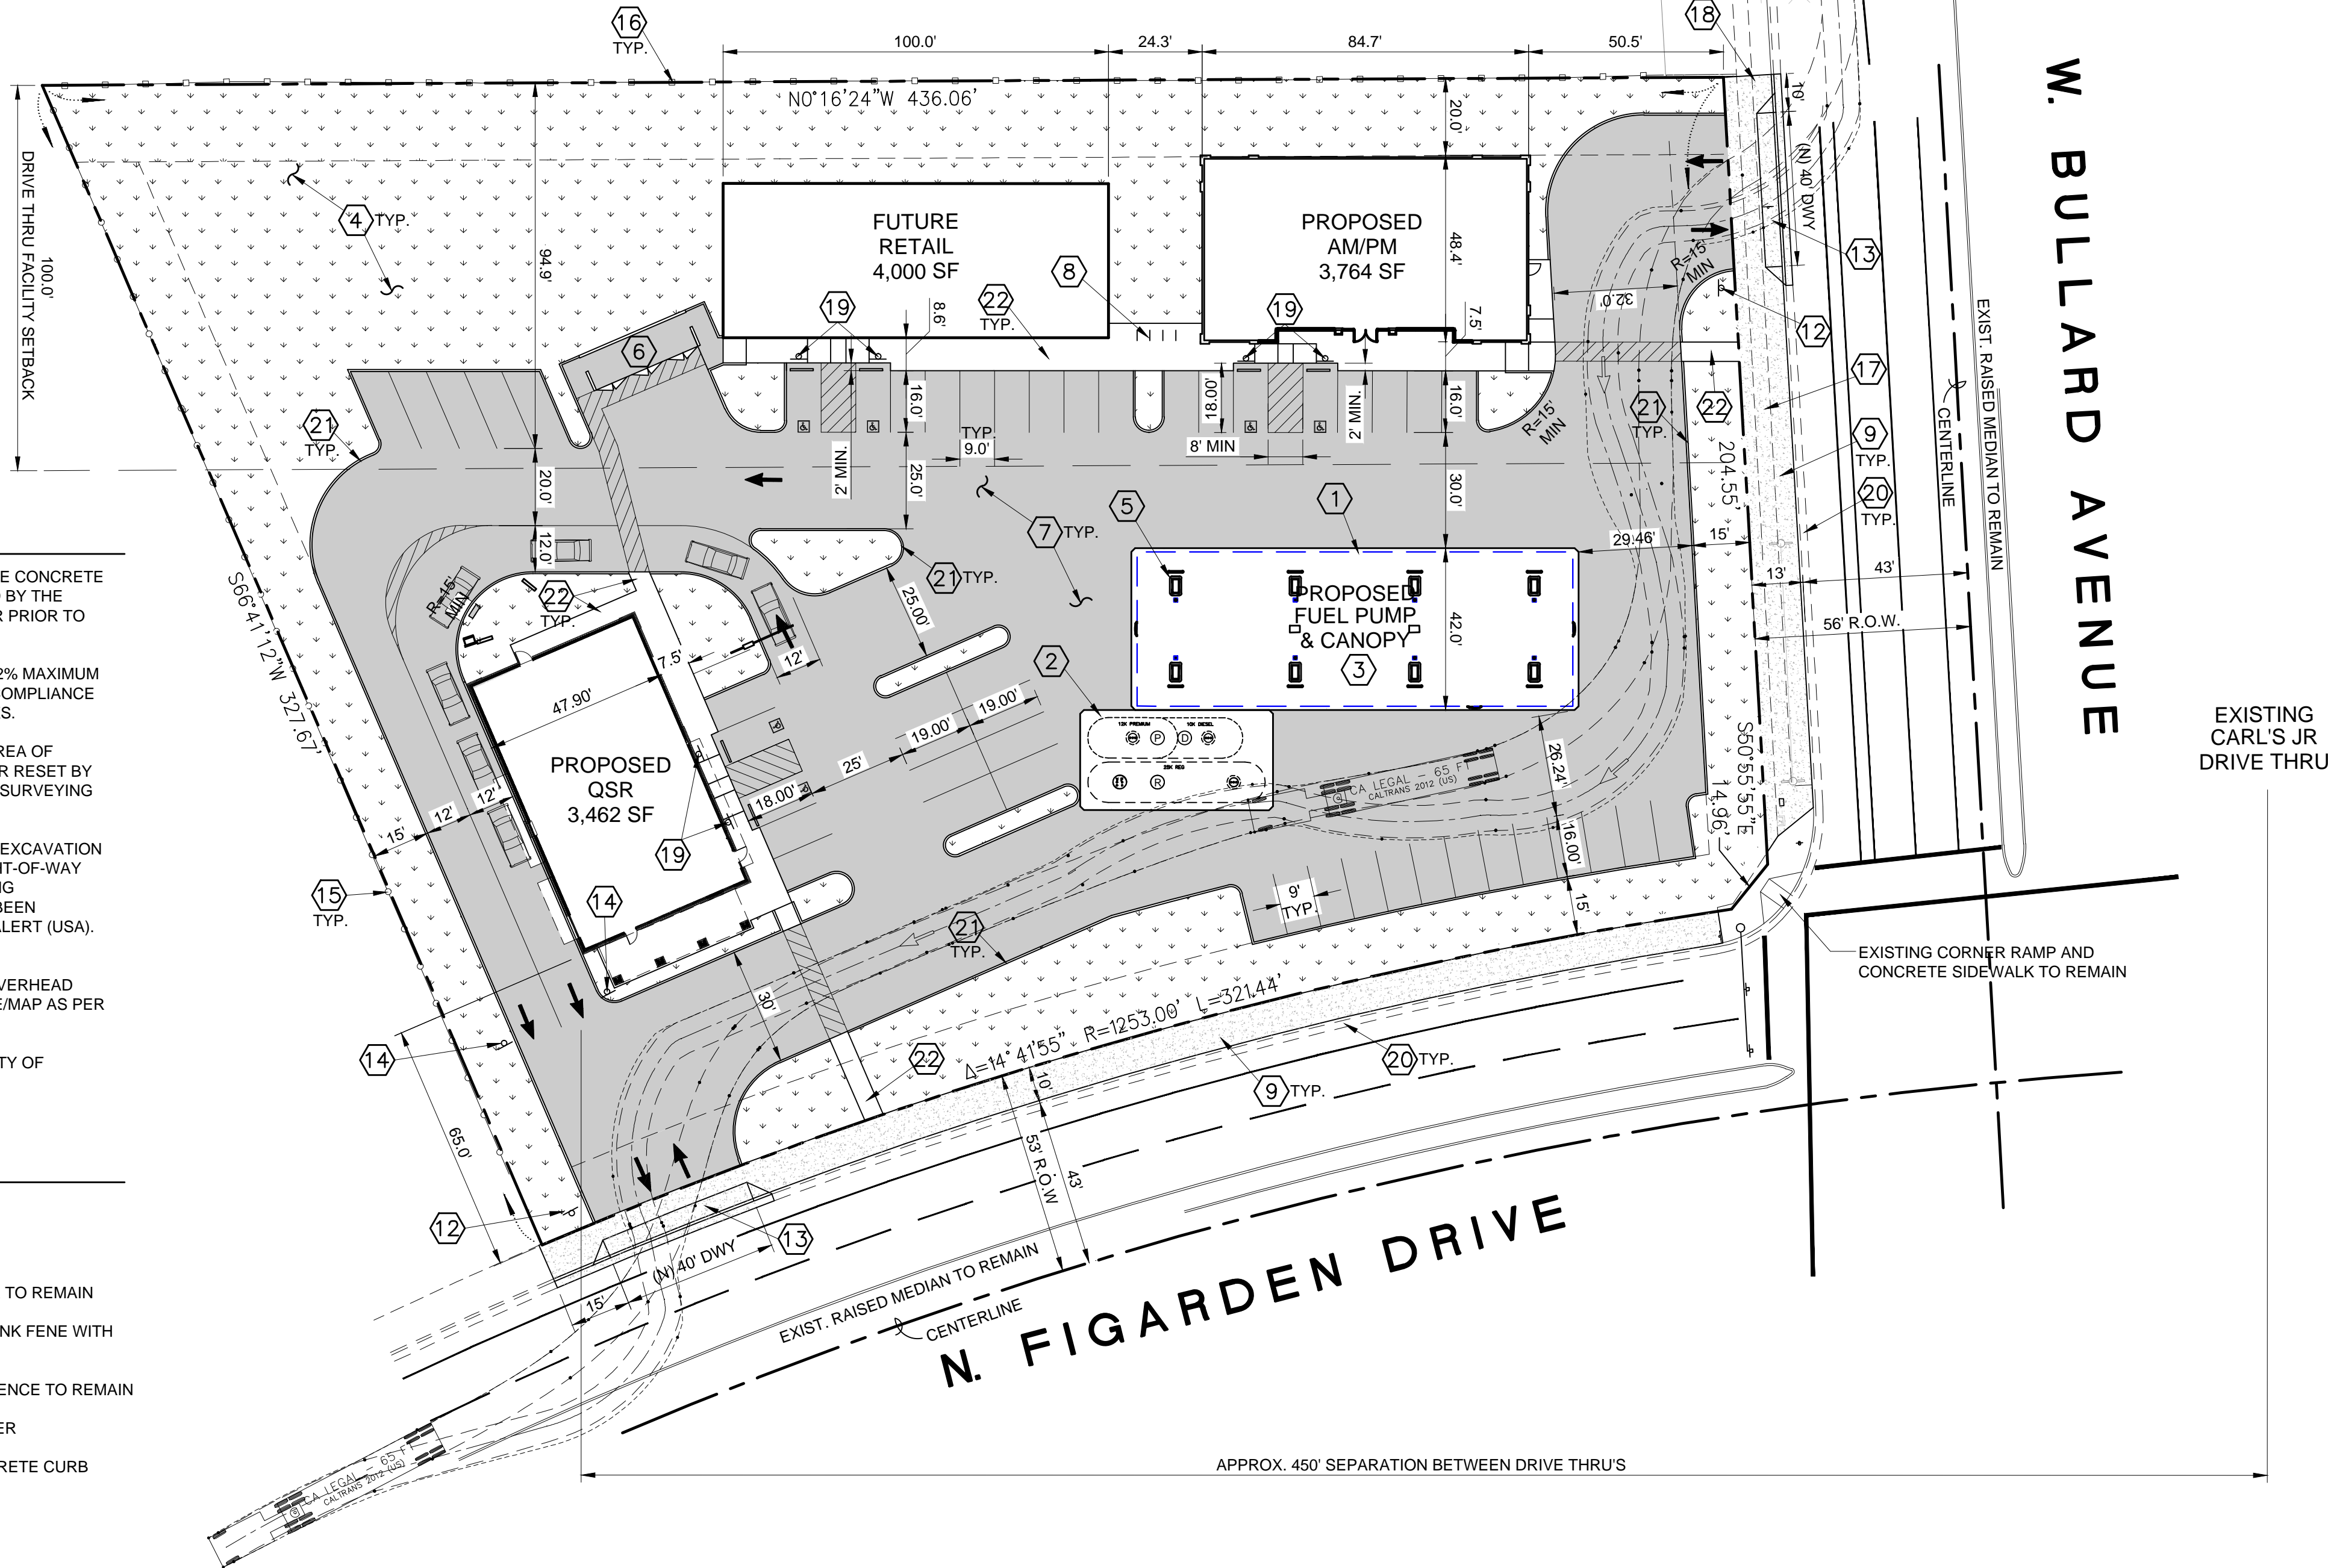 16
TYP.
100.0'
24.3'
84.7'
50.5'
18
N0°16'24"W 436.06'
20.0'
10'
(N) 40' DWY
DRIVE THRU FACILITY SETBACK
100.0'
4 TYP.
94.9'
FUTURE
RETAIL
4,000 SF
8
PROPOSED
AM/PM
3,764 SF
48.4'
R=15'
MIN
13
32.0'
19
8.6'
22
TYP.
19
7.5'
12
6
17
EXIST. RAISED MEDIAN TO REMAIN
CENTERLINE
W. BULLARD AVENUE
21
TYP.
16.0'
18.00'
2' MIN.
16.0'
R=15'
MIN
21
TYP.
22
9
TYP.
TYP.
9.0'
8' MIN
2' MIN.
25.0'
30.0'
204.55'
20
TYP.
20.0'
12.0'
5
1
7 TYP.
29.46'
15'
13'
43'
56' R.O.W.
R=15'
MIN
22
TYP.
21 TYP.
25.00'
PROPOSED
FUEL PUMP
& CANOPY
3
42.0'
2
S66°41'12"W 327.67'
7.5'
12'
47.90'
19.00'
19.00'
25'
18.00'
12K PREMIUM
10K DIESEL
P
D
25K REG
R
CA LEGAL - 65 FT
CALTRANS 2012 (US)
26.24'
16.00'
S50°55'55"E
14.96'
EXISTING
CARL'S JR
DRIVE THRU
PROPOSED
QSR
3,462 SF
12'
12'
15'
19
15
TYP.
14
9'
TYP.
15'
EXISTING CORNER RAMP AND
CONCRETE SIDEWALK TO REMAIN
21
TYP.
30'
Δ=14°41'55" R=1253.00' L=321.44'
14
22
20 TYP.
9 TYP.
10'
53' R.O.W
43'
65.0'
12
13
(N) 40' DWY
15'
EXIST. RAISED MEDIAN TO REMAIN
CENTERLINE
N. FIGARDEN DRIVE
CA LEGAL - 65 FT
CALTRANS 2012 (US)
APPROX. 450' SEPARATION BETWEEN DRIVE THRU'S
E CONCRETE
BY THE
R PRIOR TO
2% MAXIMUM
COMPLIANCE
S.
REA OF
R RESET BY
SURVEYING
EXCAVATION
IT-OF-WAY
NG
BEEN
ALERT (USA).
VERHEAD
E/MAP AS PER
TY OF
TO REMAIN
NK FENE WITH
ENCE TO REMAIN
ER
RETE CURB